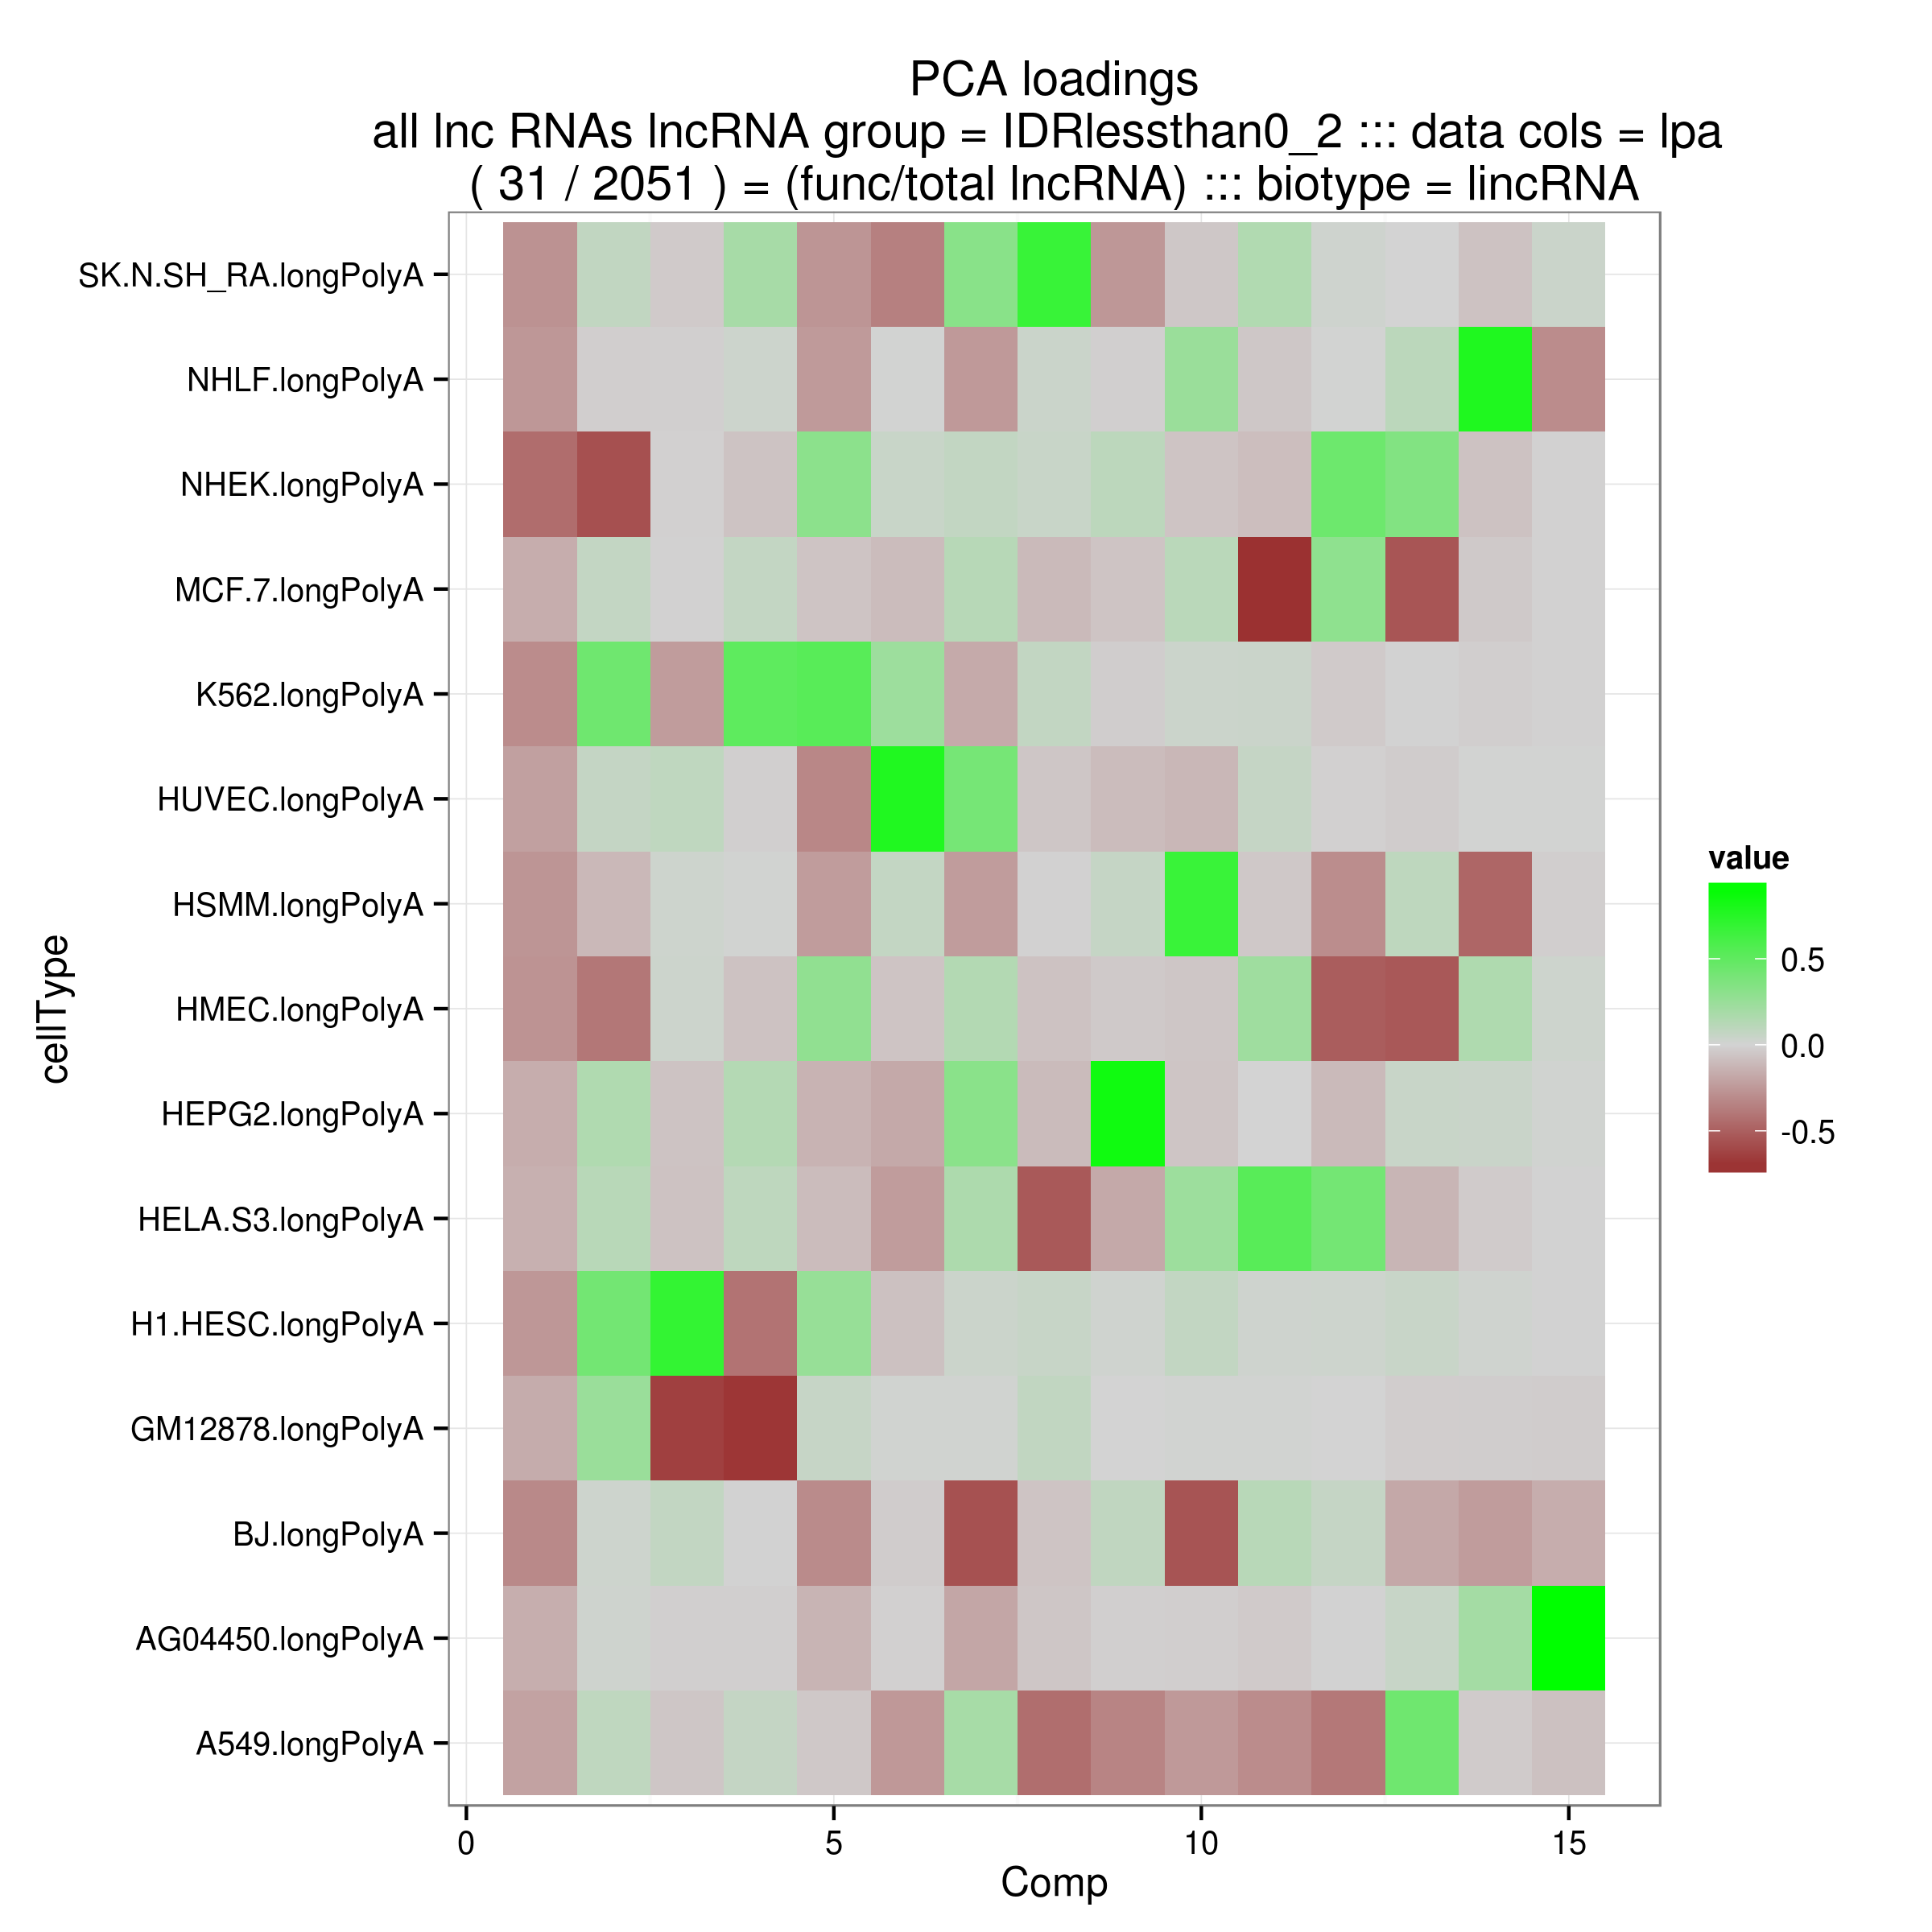 PCA loadings
all lnc RNAs lncRNA group = IDRlessthan0_2 ::: data cols = lpa
( 31 / 2051 ) = (func/total lncRNA) ::: biotype = lincRNA
SK.N.SH_RA.longPolyA
NHLF.longPolyA
NHEK.longPolyA
MCF.7.longPolyA
K562.longPolyA
HUVEC.longPolyA
HSMM.longPolyA
HMEC.longPolyA
HEPG2.longPolyA
HELA.S3.longPolyA
H1.HESC.longPolyA
GM12878.longPolyA
BJ.longPolyA
AG04450.longPolyA
A549.longPolyA
cellType
0 5 10 15
Comp
value
0.5
0.0
-0.5